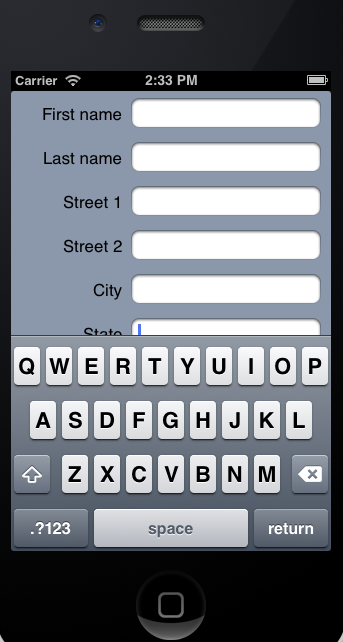 Carrier 2:33 PM
First name
Last name
Street 1
Street 2
City
State
Q W E R T Y U I O P
A S D F G H J K L
Z X C V B N M
.?123 space return